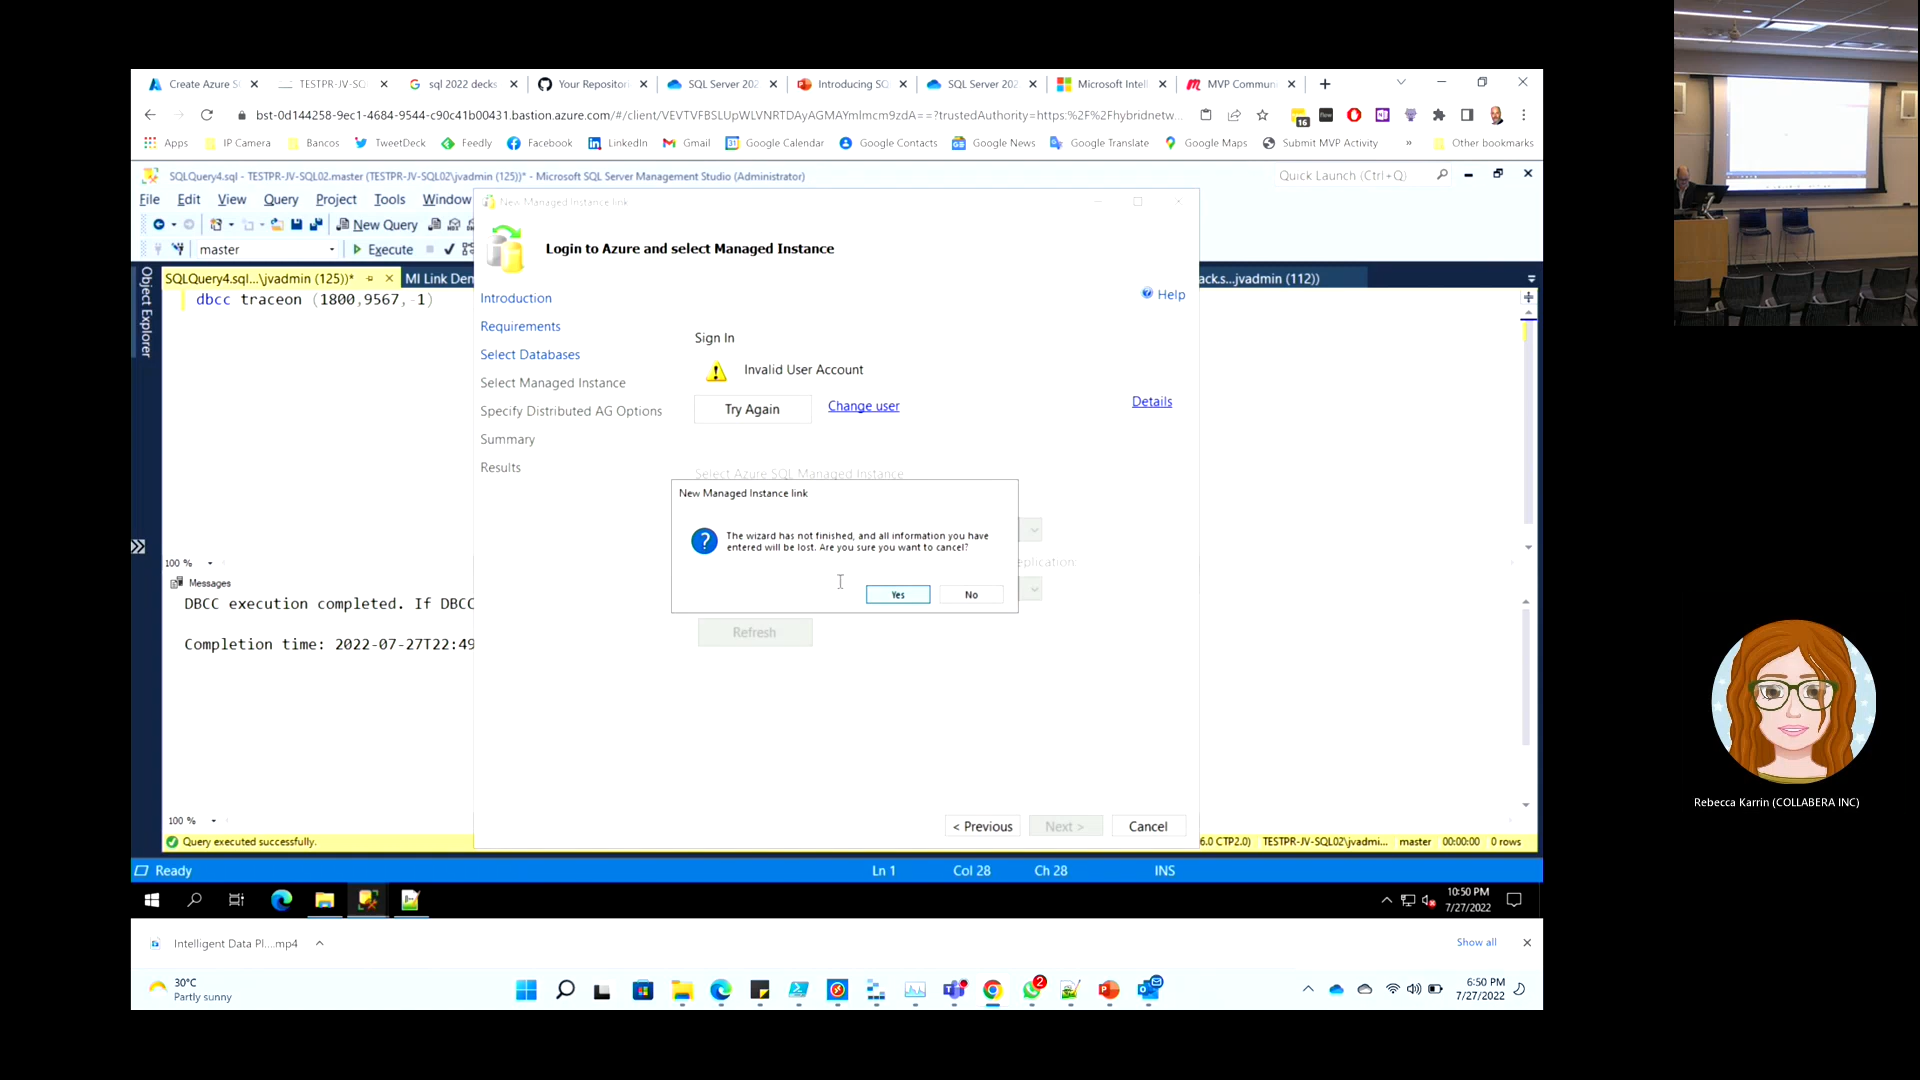 Create Azure S
TESTPR-JV-SQ
sql 2022 decks
Your Repositori
SQL Server 202
Introducing SQ
SQL Server 202
Microsoft Intell
MVP Commun
bst-0d144258-9ec1-4684-9544-c90c41b00431.bastion.azure.com/#/client/VEVTVFBSLUpWLVNRTDAyAGMAYmlmcm9zdA==?trustedAuthority=https:%2F%2Fhybridnetw...
16
Apps
IP Camera
Bancos
TweetDeck
Feedly
Facebook
LinkedIn
Gmail
Google Calendar
Google Contacts
Google News
Google Translate
Google Maps
Submit MVP Activity
»
Other bookmarks
SQLQuery4.sql - TESTPR-JV-SQL02.master (TESTPR-JV-SQL02\jvadmin (125))* - Microsoft SQL Server Management Studio (Administrator)
Quick Launch (Ctrl+Q)
File Edit View Query Project Tools Window
New Query
master
Execute
New Managed Instance link
Login to Azure and select Managed Instance
Object Explorer
SQLQuery4.sql...\jvadmin (125))*
MI Link Den
ack.s...jvadmin (112))
dbcc traceon (1800,9567,-1)
Introduction
Requirements
Select Databases
Select Managed Instance
Specify Distributed AG Options
Summary
Results
Help
Sign In
Invalid User Account
Try Again
Change user
Details
Select Azure SQL Managed Instance
New Managed Instance link
The wizard has not finished, and all information you have
entered will be lost. Are you sure you want to cancel?
Yes
No
eplication:
Refresh
100 %
Messages
DBCC execution completed. If DBCC
Completion time: 2022-07-27T22:49
< Previous
Next >
Cancel
100 %
Query executed successfully.
6.0 CTP2.0)
TESTPR-JV-SQL02\jvadmi...
master
00:00:00
0 rows
Ready
Ln 1
Col 28
Ch 28
INS
10:50 PM
7/27/2022
Intelligent Data Pl....mp4
Show all
30°C
Partly sunny
2
6:50 PM
7/27/2022
Rebecca Karrin (COLLABERA INC)